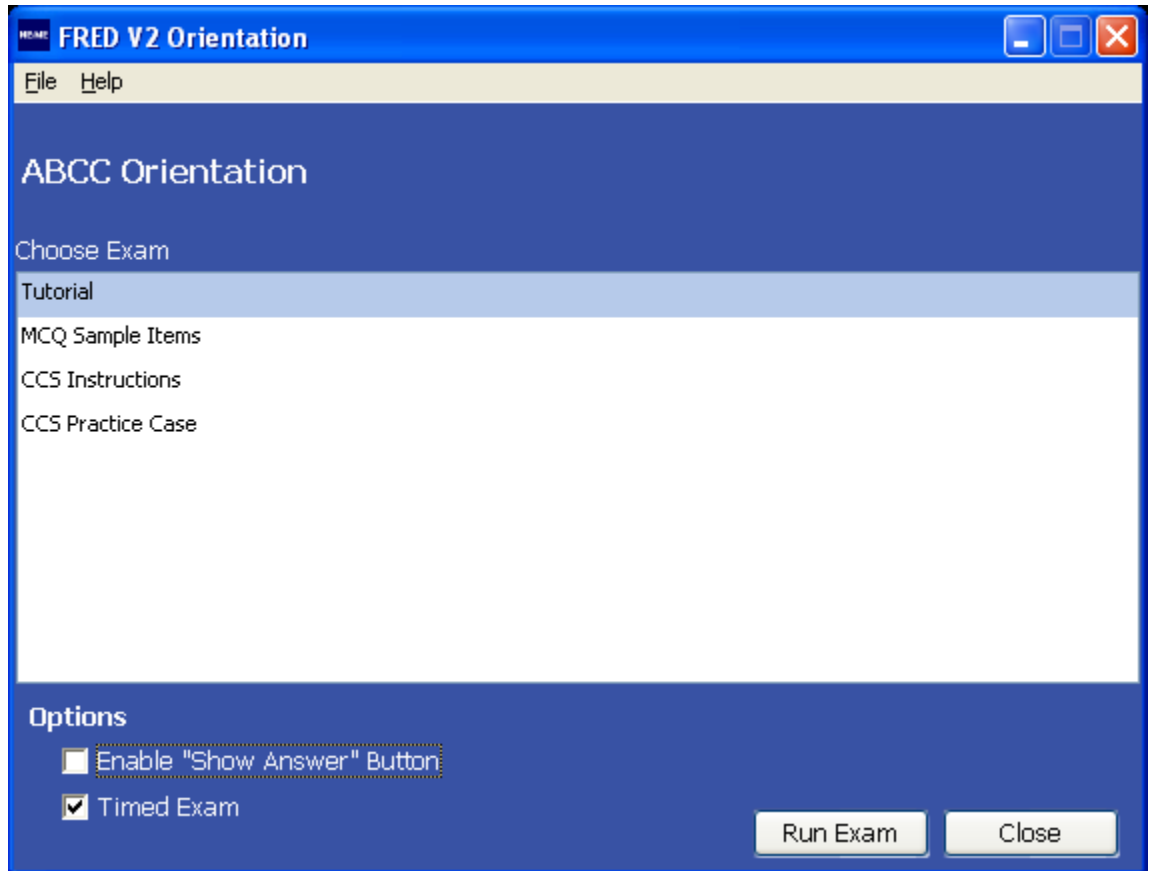 NBME FRED V2 Orientation
File Help
ABCC Orientation
Choose Exam
Tutorial
MCQ Sample Items
CCS Instructions
CCS Practice Case
Options
Enable "Show Answer" Button
Timed Exam
Run Exam Close